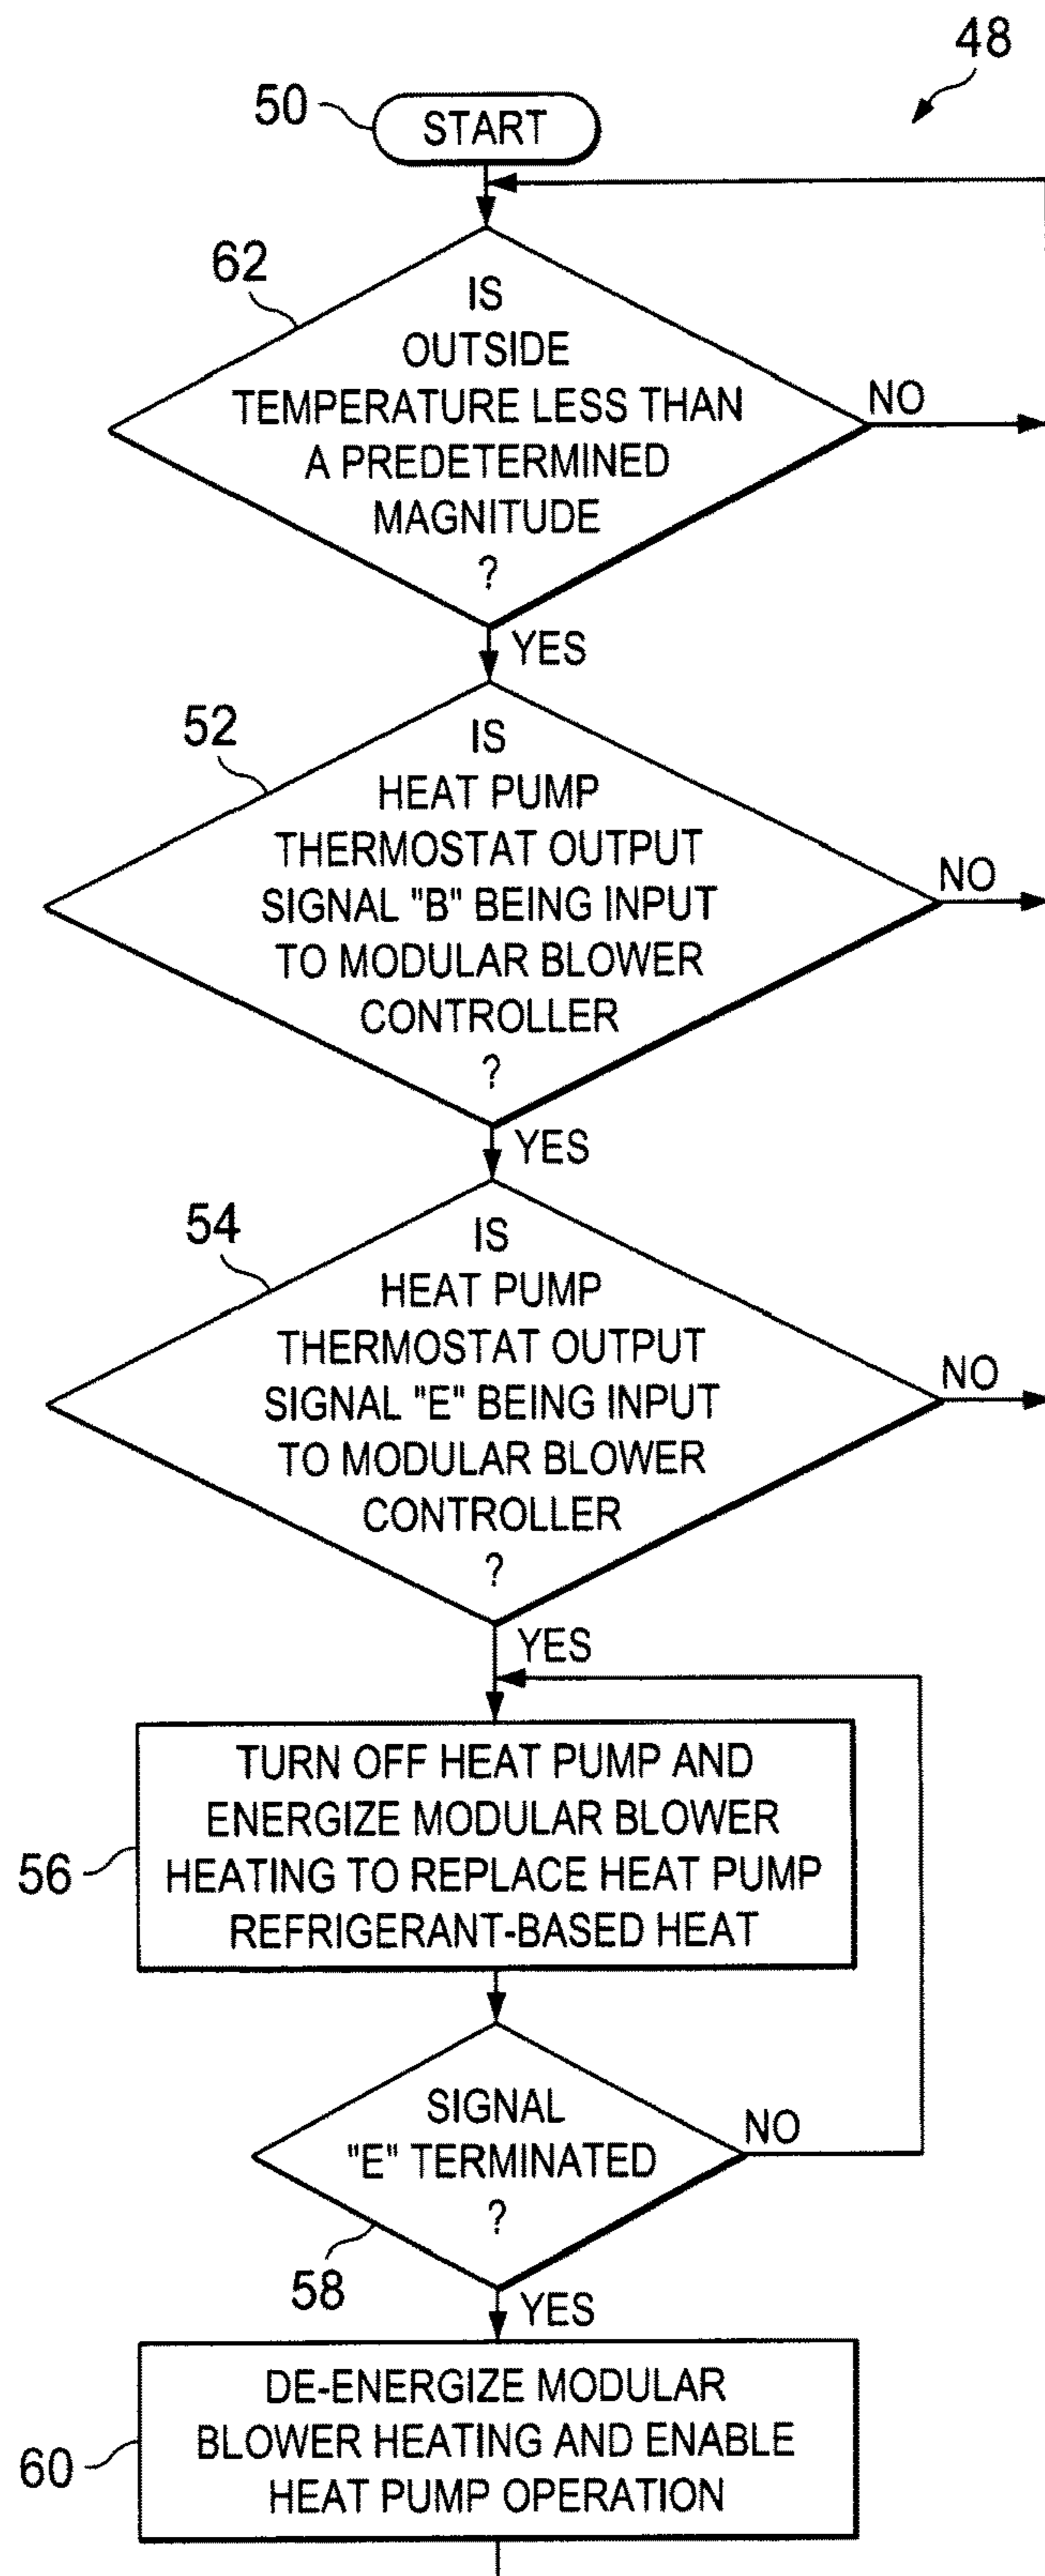 48
50
START
62
IS
OUTSIDE
TEMPERATURE LESS THAN
A PREDETERMINED
MAGNITUDE
?
NO
YES
52
IS
HEAT PUMP
THERMOSTAT OUTPUT
SIGNAL "B" BEING INPUT
TO MODULAR BLOWER
CONTROLLER
?
NO
YES
54
IS
HEAT PUMP
THERMOSTAT OUTPUT
SIGNAL "E" BEING INPUT
TO MODULAR BLOWER
CONTROLLER
?
NO
YES
56
TURN OFF HEAT PUMP AND
ENERGIZE MODULAR BLOWER
HEATING TO REPLACE HEAT PUMP
REFRIGERANT-BASED HEAT
SIGNAL
"E" TERMINATED
?
NO
58
YES
60
DE-ENERGIZE MODULAR
BLOWER HEATING AND ENABLE
HEAT PUMP OPERATION